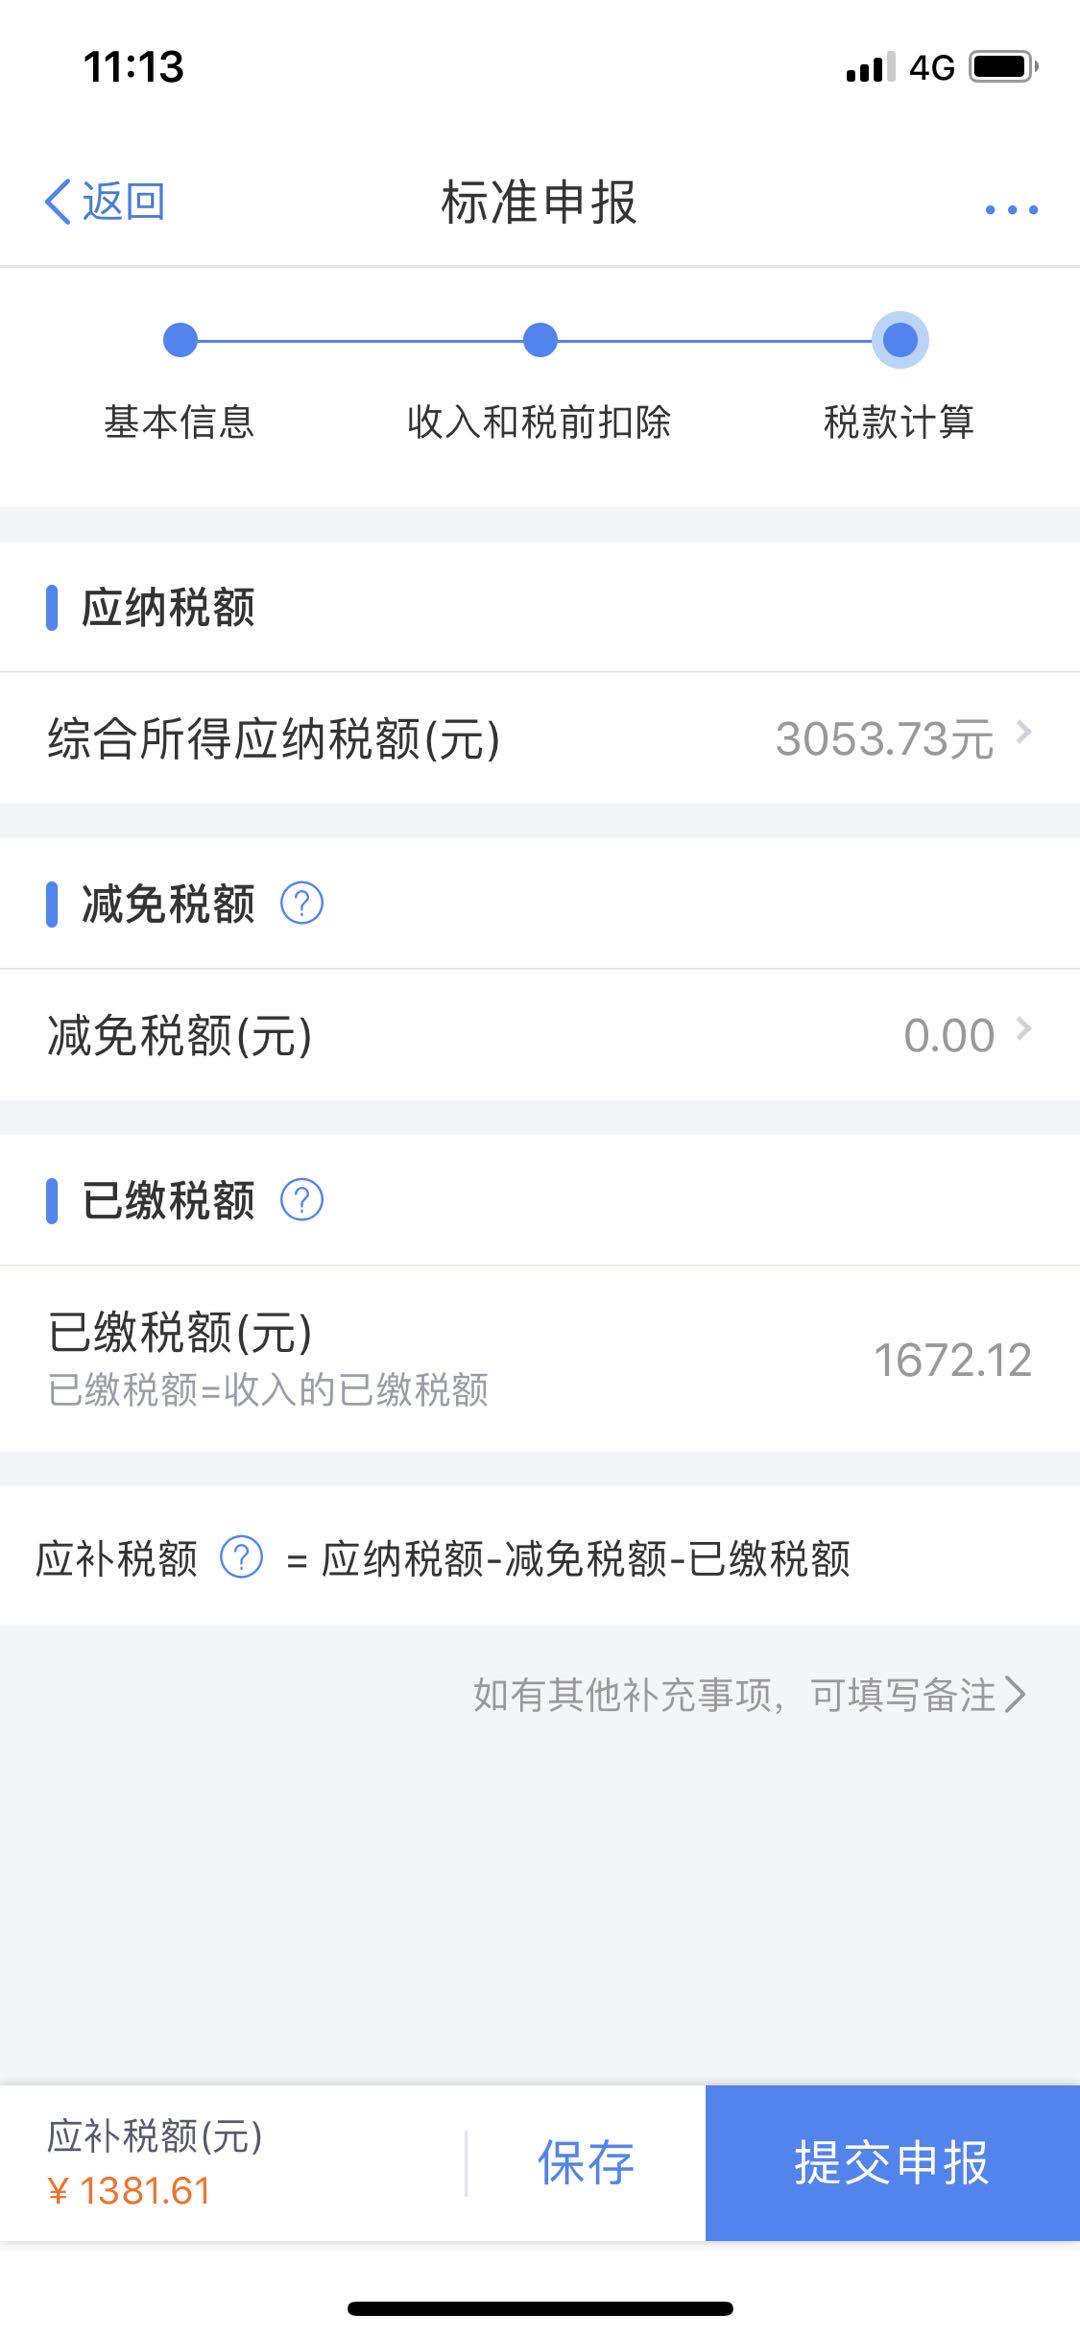 11:13 4G
返回 标准申报
基本信息 收入和税前扣除 税款计算
应纳税额
综合所得应纳税额(元) 3053.73元
减免税额 ?
减免税额(元) 0.00
已缴税额 ?
已缴税额(元) 1672.12
已缴税额=收入的已缴税额
应补税额 ? = 应纳税额-减免税额-已缴税额
如有其他补充事项，可填写备注
应补税额(元)
¥ 1381.61
保存 提交申报